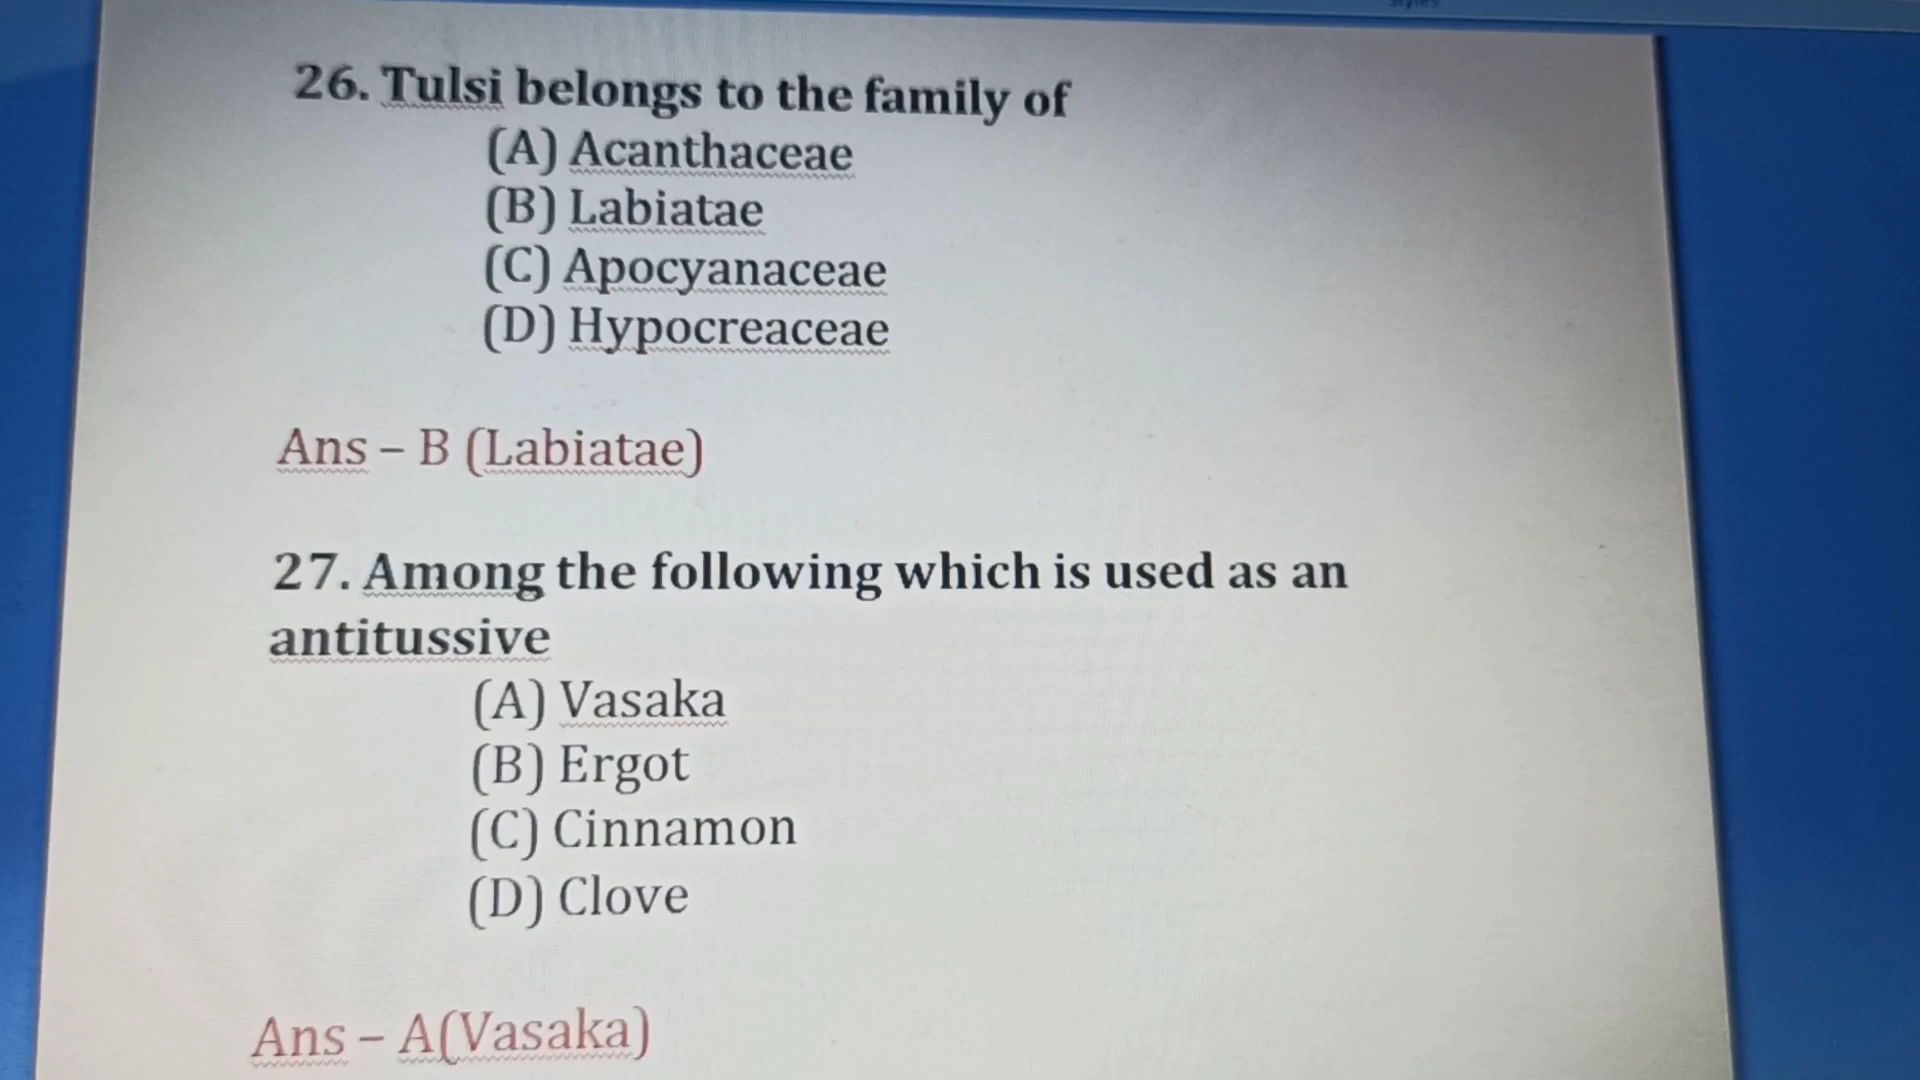 26. Tulsi belongs to the family of
(A) Acanthaceae
(B) Labiatae
(C) Apocyanaceae
(D) Hypocreaceae
Ans – B (Labiatae)
27. Among the following which is used as an
antitussive
(A) Vasaka
(B) Ergot
(C) Cinnamon
(D) Clove
Ans – A(Vasaka)